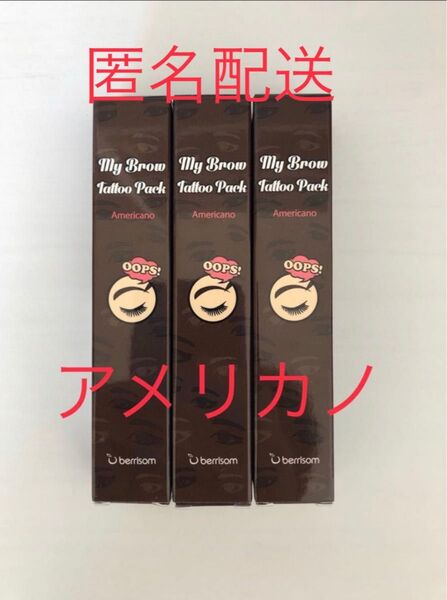 匿名配送
My Brow
Tattoo Pack
Americano
OOPS!
berrisom
My Brow
Tattoo Pack
Americano
OOPS!
berrisom
My Brow
Tattoo Pack
Americano
OOPS!
berrisom
アメリカノ